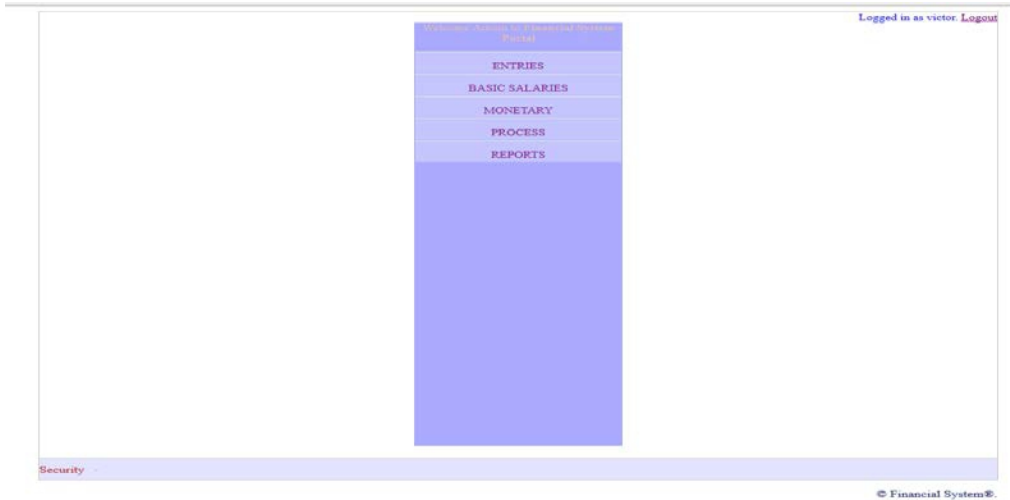 Logged in as victor. Logout
Welcome Admin to Financial System
Portal
ENTRIES
BASIC SALARIES
MONETARY
PROCESS
REPORTS
Security -
© Financial System®.